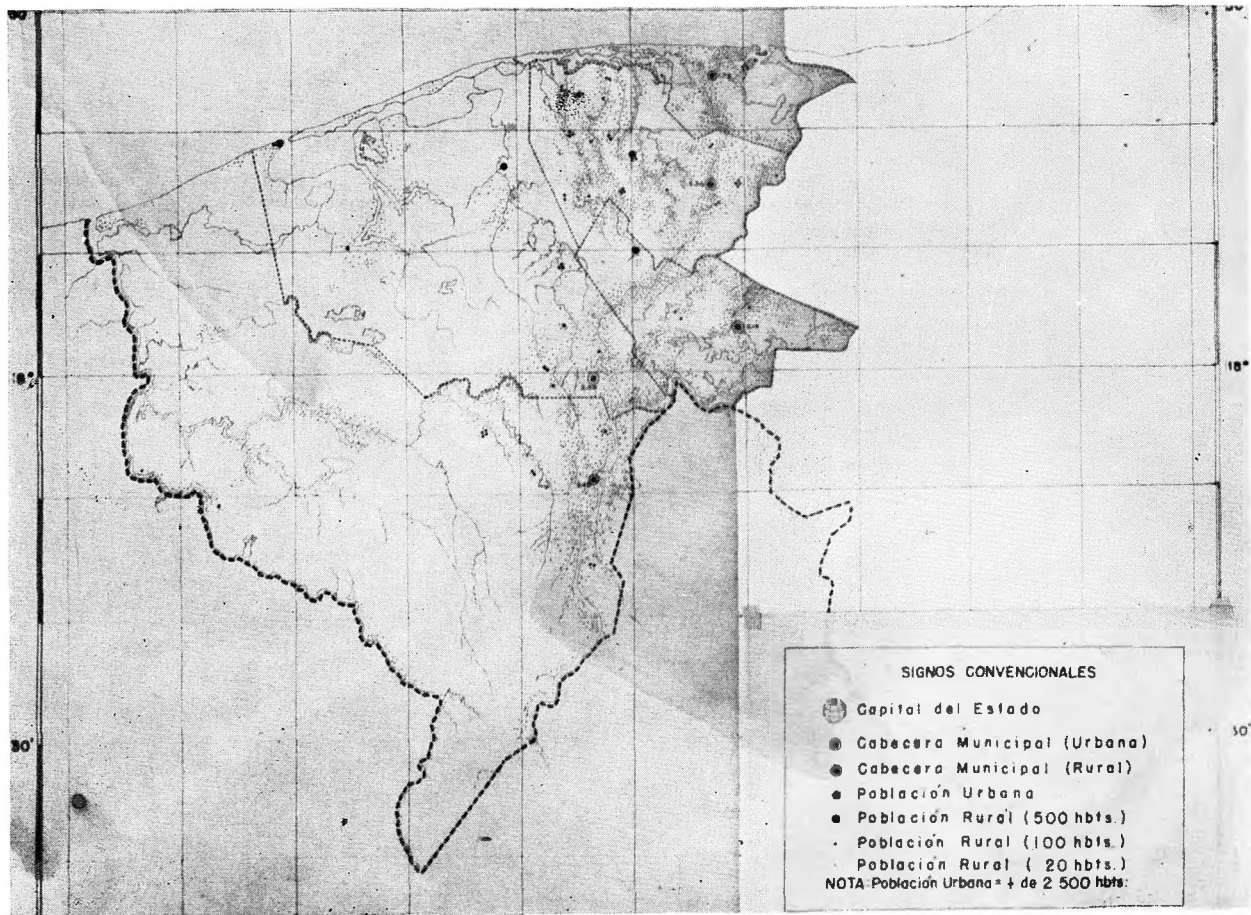 18°
18°
30'
30'
SIGNOS CONVENCIONALES
Capital del Estado
Cabecera Municipal (Urbana)
Cabecera Municipal (Rural)
Población Urbana
Población Rural (500 hbts.)
Población Rural (100 hbts.)
Población Rural ( 20 hbts.)
NOTA: Población Urbana = + de 2 500 hbts.